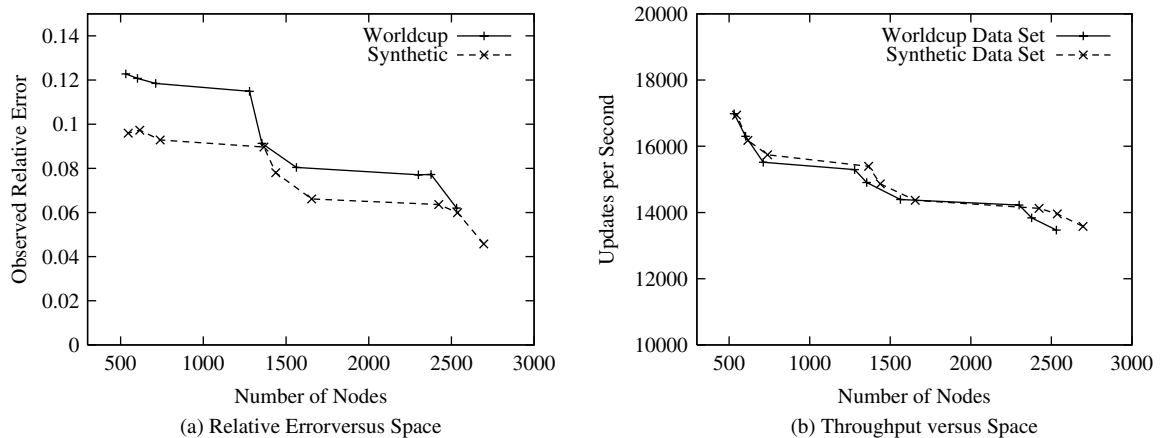 0.14
0.12
0.1
0.08
0.06
0.04
0.02
0
500 1000 1500 2000 2500 3000
Observed Relative Error
Number of Nodes
Worldcup
Synthetic
(a) Relative Errorversus Space
20000
18000
16000
14000
12000
10000
500 1000 1500 2000 2500 3000
Updates per Second
Number of Nodes
Worldcup Data Set
Synthetic Data Set
(b) Throughput versus Space